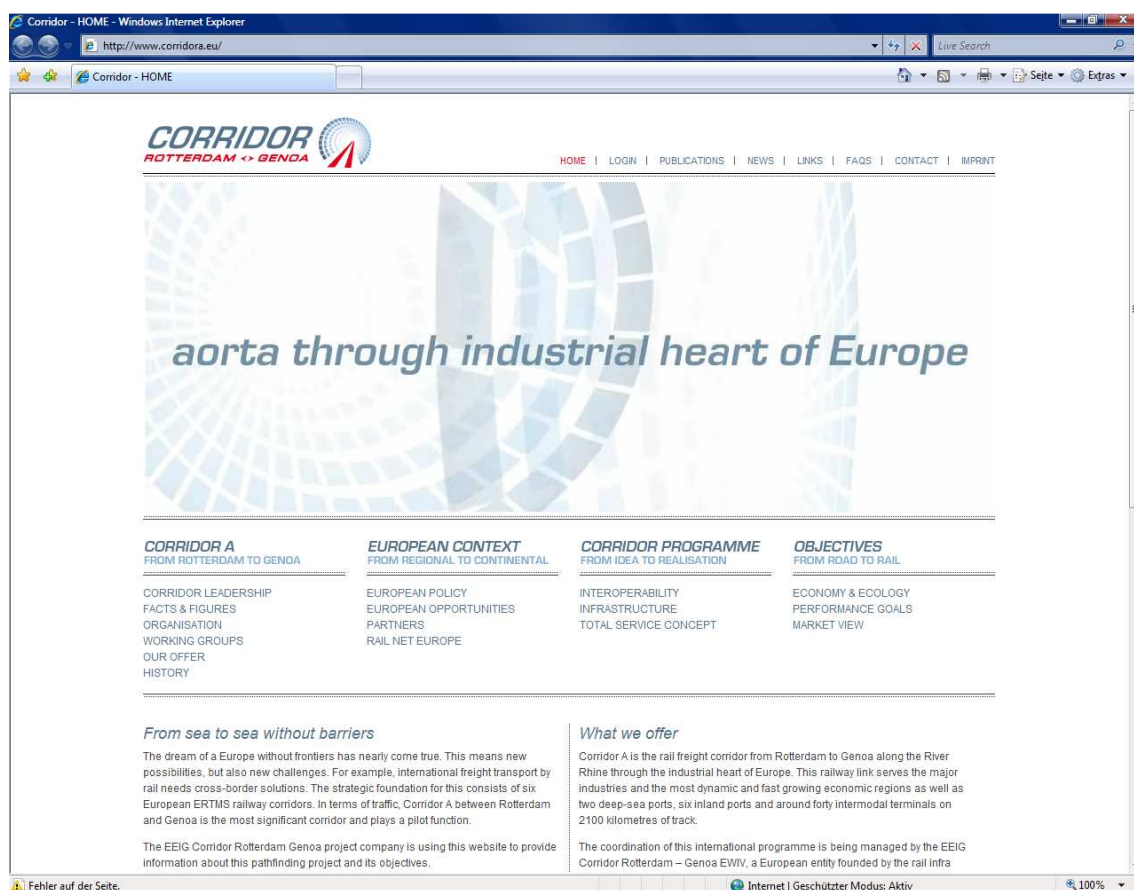 Corridor - HOME - Windows Internet Explorer
http://www.corridora.eu/
Live Search
Corridor - HOME
Seite
Extras
CORRIDOR
ROTTERDAM <> GENOA
HOME | LOGIN | PUBLICATIONS | NEWS | LINKS | FAQS | CONTACT | IMPRINT
aorta through industrial heart of Europe
CORRIDOR A
FROM ROTTERDAM TO GENOA
CORRIDOR LEADERSHIP
FACTS & FIGURES
ORGANISATION
WORKING GROUPS
OUR OFFER
HISTORY
EUROPEAN CONTEXT
FROM REGIONAL TO CONTINENTAL
EUROPEAN POLICY
EUROPEAN OPPORTUNITIES
PARTNERS
RAIL NET EUROPE
CORRIDOR PROGRAMME
FROM IDEA TO REALISATION
INTEROPERABILITY
INFRASTRUCTURE
TOTAL SERVICE CONCEPT
OBJECTIVES
FROM ROAD TO RAIL
ECONOMY & ECOLOGY
PERFORMANCE GOALS
MARKET VIEW
From sea to sea without barriers
The dream of a Europe without frontiers has nearly come true. This means new
possibilities, but also new challenges. For example, international freight transport by
rail needs cross-border solutions. The strategic foundation for this consists of six
European ERTMS railway corridors. In terms of traffic, Corridor A between Rotterdam
and Genoa is the most significant corridor and plays a pilot function.
The EEIG Corridor Rotterdam Genoa project company is using this website to provide
information about this pathfinding project and its objectives.
What we offer
Corridor A is the rail freight corridor from Rotterdam to Genoa along the River
Rhine through the industrial heart of Europe. This railway link serves the major
industries and the most dynamic and fast growing economic regions as well as
two deep-sea ports, six inland ports and around forty intermodal terminals on
2100 kilometres of track.
The coordination of this international programme is being managed by the EEIG
Corridor Rotterdam – Genoa EWIV, a European entity founded by the rail infra
Fehler auf der Seite.
Internet | Geschützter Modus: Aktiv
100%